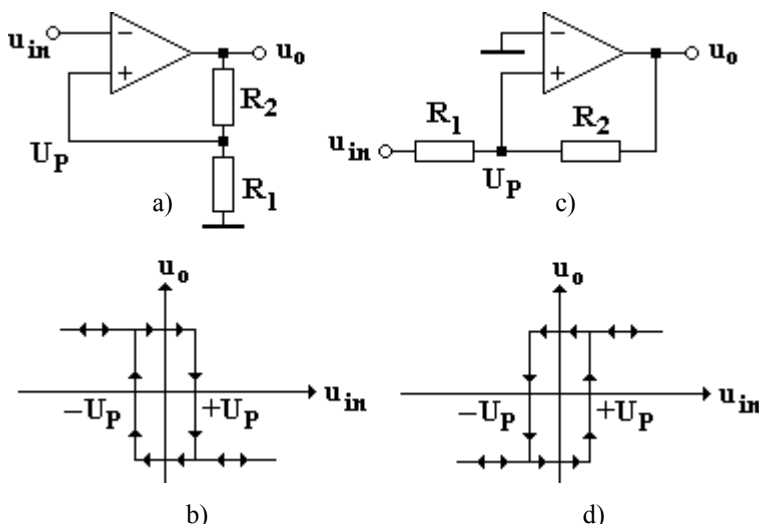 u_in
−
+
u_o
R_2
U_P
R_1
a)
−
+
u_o
R_1
R_2
u_in
U_P
c)
u_o
−U_P
+U_P
u_in
b)
u_o
−U_P
+U_P
u_in
d)